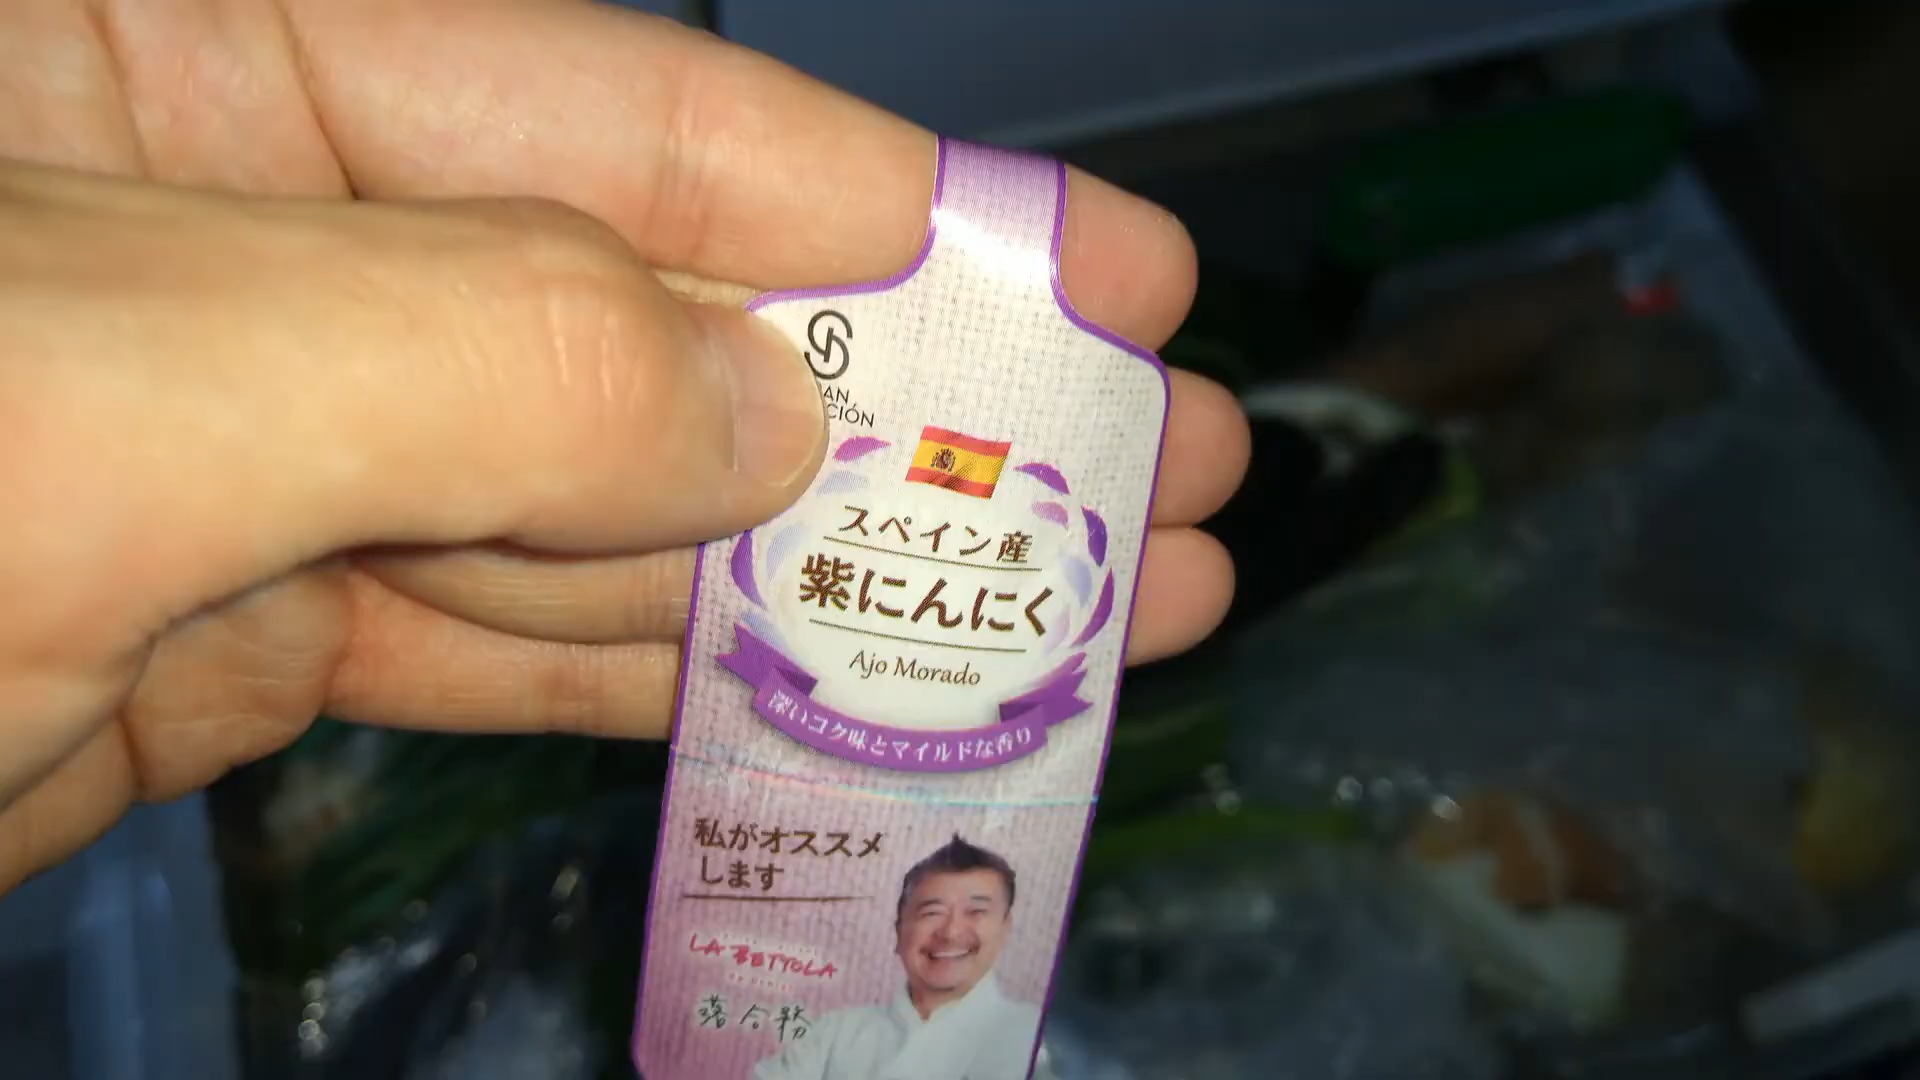 AN
CIÓN
スペイン産
紫にんにく
Ajo Morado
深いコク味とマイルドな香り
私がオススメ
します
LA BETTOLA
落合務